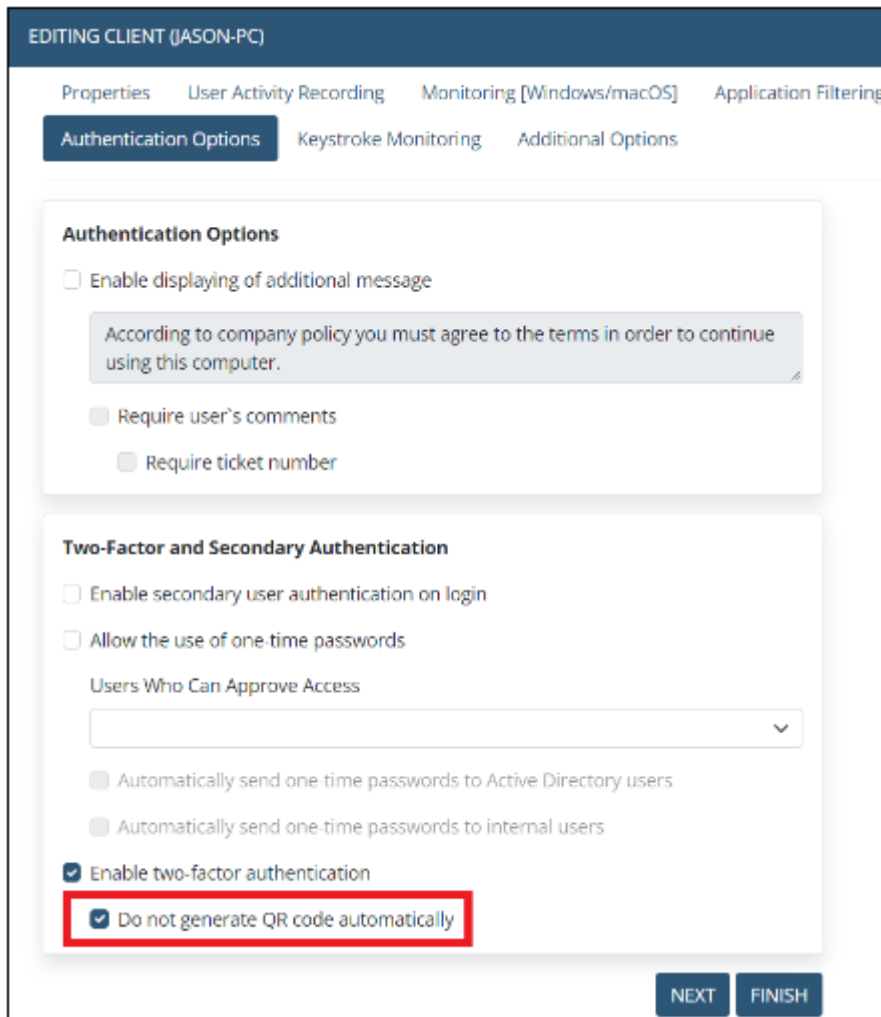 EDITING CLIENT (JASON-PC)
Properties User Activity Recording Monitoring [Windows/macOS] Application Filtering
Authentication Options Keystroke Monitoring Additional Options
Authentication Options
Enable displaying of additional message
According to company policy you must agree to the terms in order to continue
using this computer.
Require user`s comments
Require ticket number
Two-Factor and Secondary Authentication
Enable secondary user authentication on login
Allow the use of one-time passwords
Users Who Can Approve Access
Automatically send one-time passwords to Active Directory users
Automatically send one-time passwords to internal users
Enable two-factor authentication
Do not generate QR code automatically
NEXT FINISH